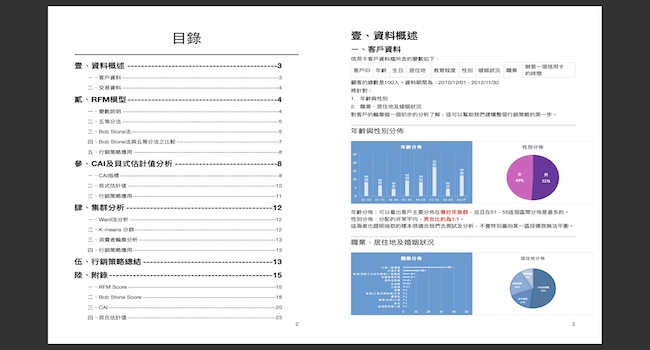 目錄
壹、資料概述 3
一、客戶資料 3
二、交易資料 4
貳、RFM模型 4
一、變數說明 4
二、五等分法 5
三、Bob Stone法 5
四、Bob Stone法與五等分法之比較 7
五、行銷策略應用 8
參、CAI及貝式估計值分析 8
一、CAI指標 8
二、貝式估計值 10
三、行銷策略應用 11
肆、集群分析 12
一、Ward法分析 12
二、K-means 分群 12
三、消費者輪廓分析 13
四、行銷策略應用 13
伍、行銷策略總結 13
陸、附錄 15
一、RFM Score 15
二、Bob Stone Score 18
三、CAI 20
四、貝氏估計值 23
2
壹、資料概述
一、客戶資料
信用卡客戶資料檔所含的變數如下：
客戶ID 年齡 生日 居住地 教育程度 性別 婚姻狀況 職業 辦第一張信用卡的時間
顧客的總數是100人。資料期間為：2010/12/01 -2012/11/30
將針對：
1. 年齡與性別
2. 職業、居住地及婚姻狀況
對客戶的輪廓做一個初步的分析了解，這可以幫助我們建構整個行銷策略的第一步。
年齡與性別分佈
年齡分佈
性別分佈
女
49%
男
51%
年齡分佈：可以看出客戶主要分佈在青壯年族群，並且在51 - 55這個區間分佈是最多的。
性別分佈：分配的非常平均，男女比約為1:1。
這兩者也證明抽取的樣本很適合我們去測試及分析，不會特別偏向某一區段導致無法平衡。
職業、居住地及婚姻狀況
職業分佈
居住地分佈
3